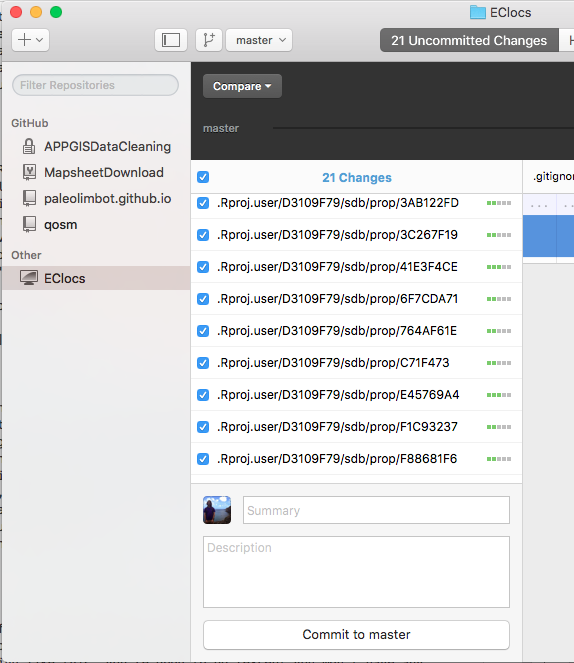 EClocs
master
21 Uncommitted Changes
Filter Repositories
Compare
GitHub
master
APPGISDataCleaning
MapsheetDownload
21 Changes
.gitignor
paleolimbot.github.io
.Rproj.user/D3109F79/sdb/prop/3AB122FD
...
qosm
.Rproj.user/D3109F79/sdb/prop/3C267F19
Other
.Rproj.user/D3109F79/sdb/prop/41E3F4CE
EClocs
.Rproj.user/D3109F79/sdb/prop/6F7CDA71
.Rproj.user/D3109F79/sdb/prop/764AF61E
.Rproj.user/D3109F79/sdb/prop/C71F473
.Rproj.user/D3109F79/sdb/prop/E45769A4
.Rproj.user/D3109F79/sdb/prop/F1C93237
.Rproj.user/D3109F79/sdb/prop/F88681F6
Summary
Description
Commit to master